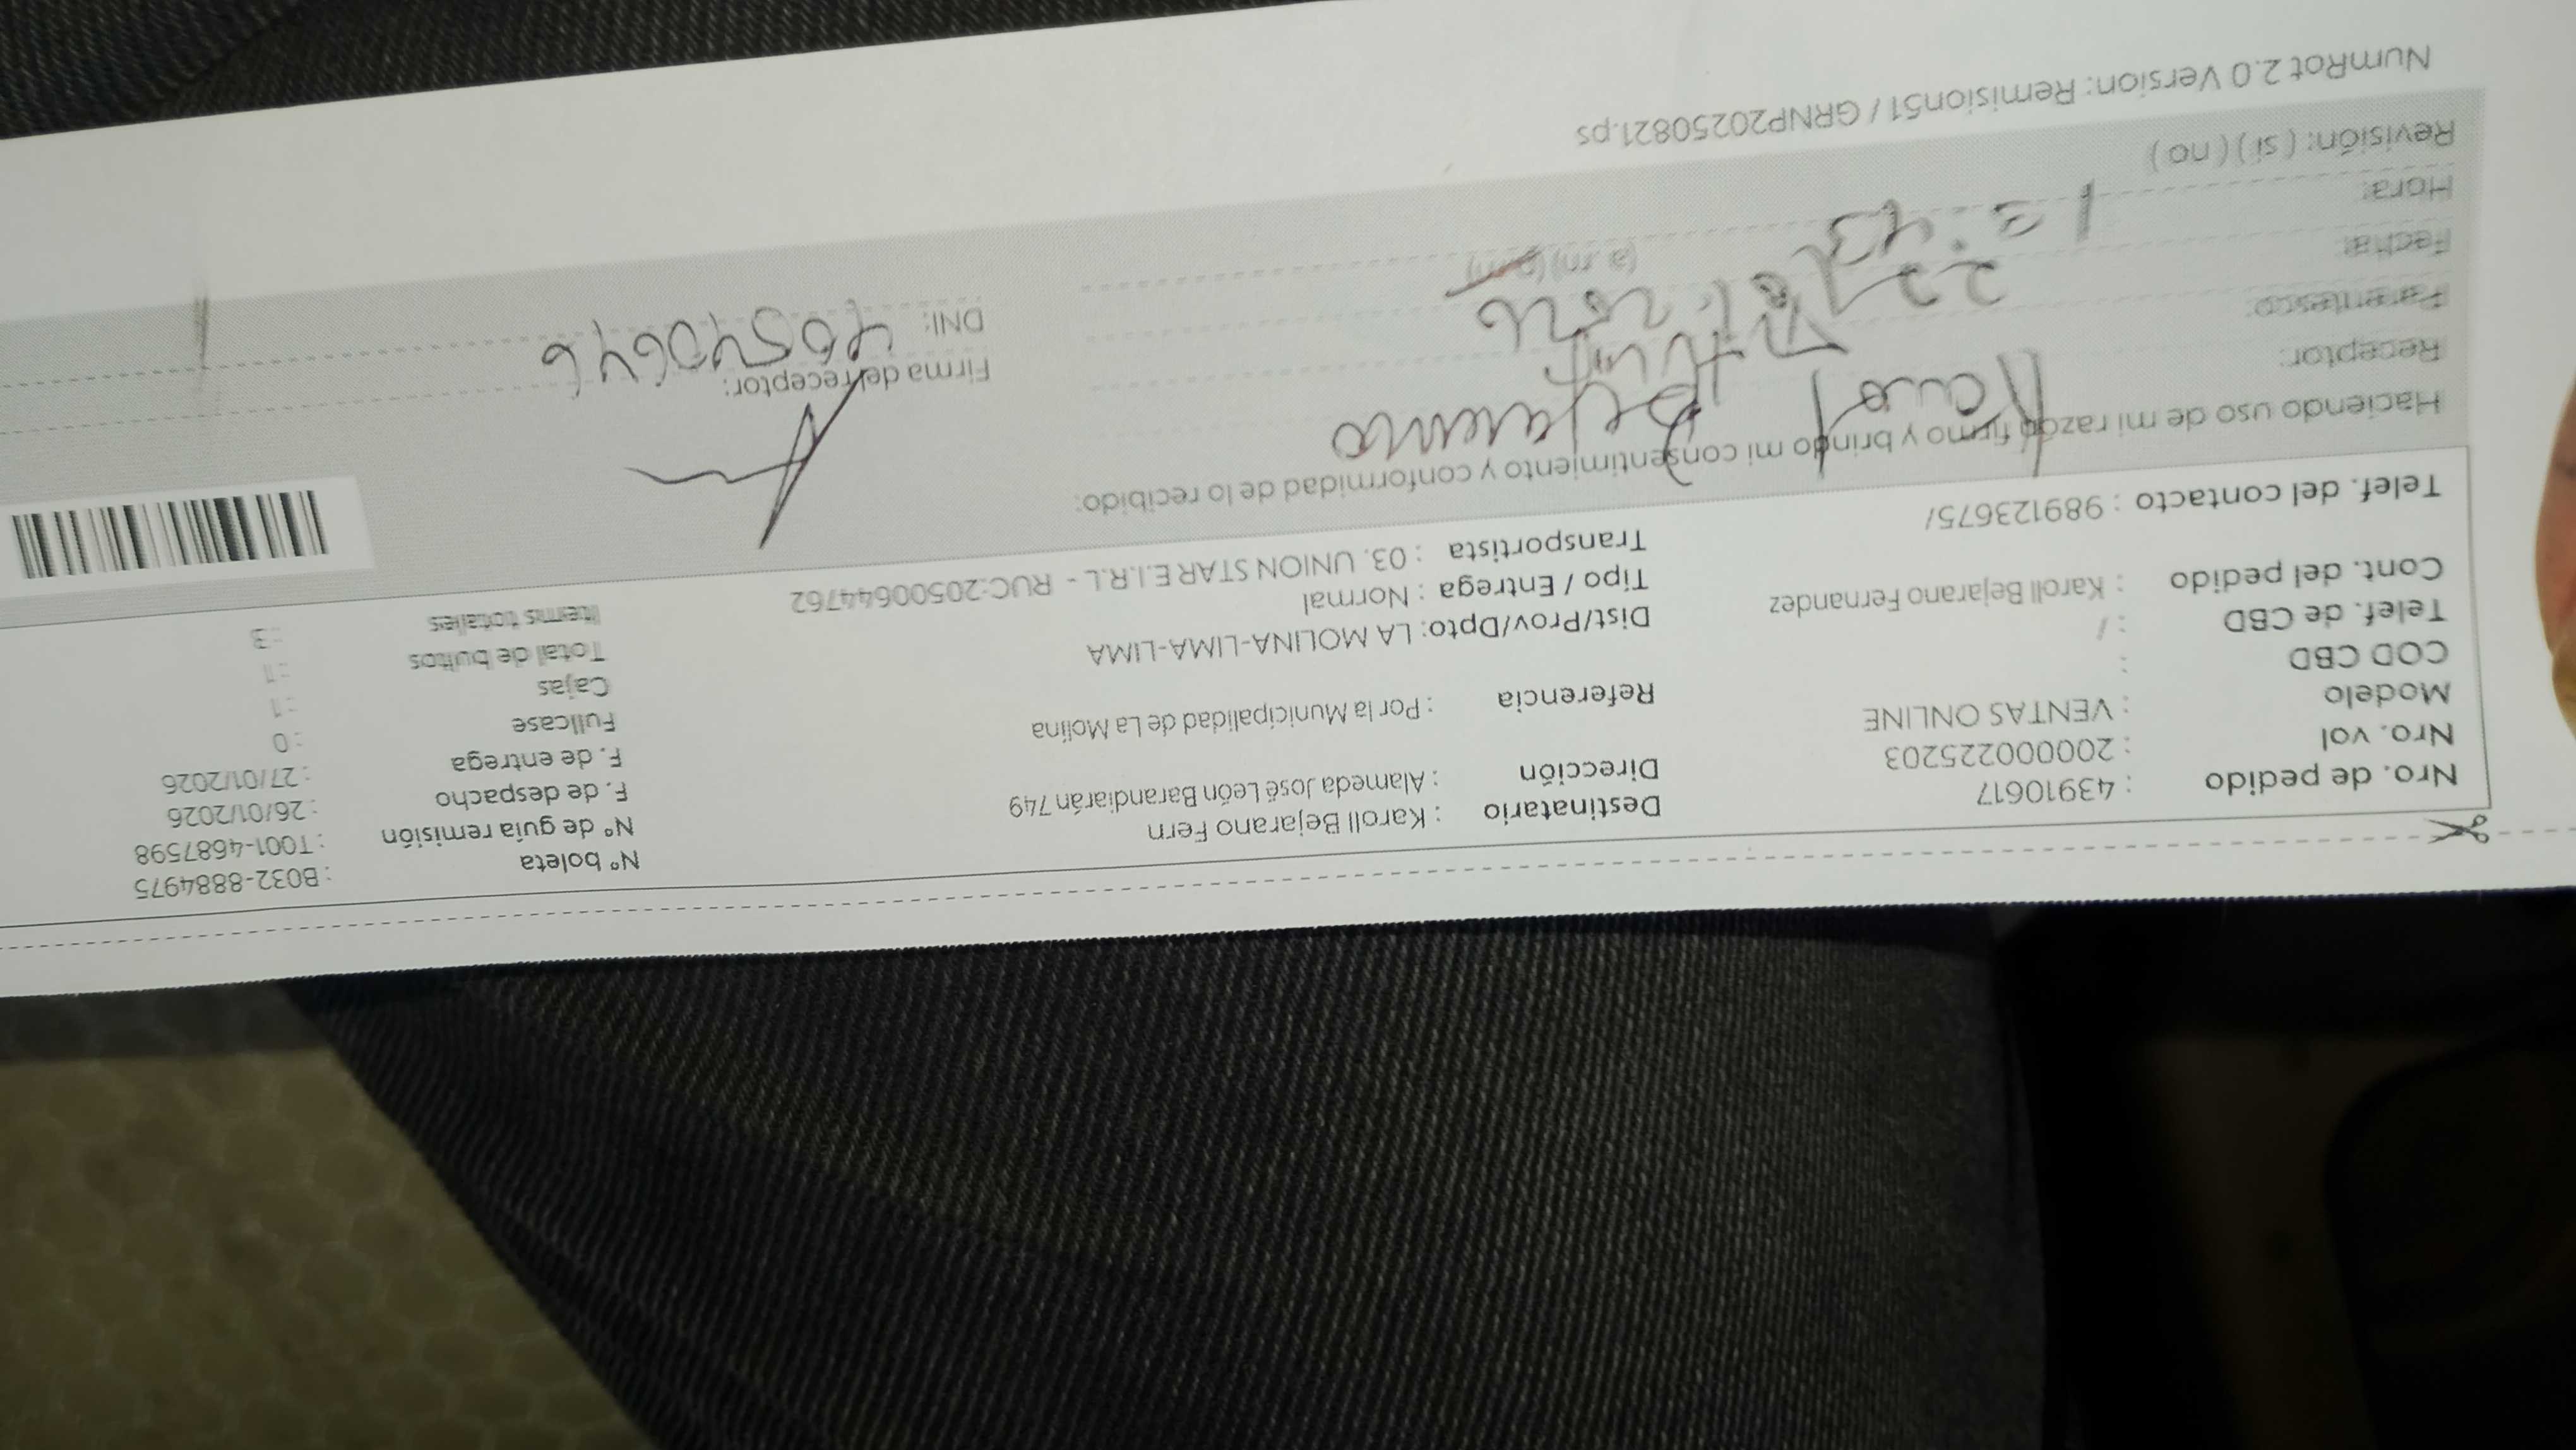 Nro. de pedido : 43910617
Nro. vol : 20000225203
Modelo : VENTAS ONLINE
COD CBD :
Telef. de CBD : /
Cont. del pedido : Karoll Bejarano Fernandez
Telef. del contacto : 989123675/
Destinatario : Karoll Bejarano Fern
Dirección : Alameda José León Barandiarán 749
Referencia : Por la Municipalidad de La Molina
Dist/Prov/Dpto: LA MOLINA-LIMA-LIMA
Tipo / Entrega : Normal
Transportista : 03. UNION STAR E.I.R.L - RUC:20500644762
N° boleta : B032-8884975
N° de guía remisión : T001-4687598
F. de despacho : 26/01/2026
F. de entrega : 27/01/2026
Fullcase : 0
Cajas : 1
Total de bultos : 1
Items totales : 3
Haciendo uso de mi razón firmo y brindo mi consentimiento y conformidad de lo recibido:
Receptor: Bejarano
Parentesco:
Fecha: 27
Hora: (a m) (p m)
Revisión: ( sí ) ( no )
Firma del receptor:
DNI: 40540646
NumRot 2.0 Version: Remision51 / GRNP20250821.ps